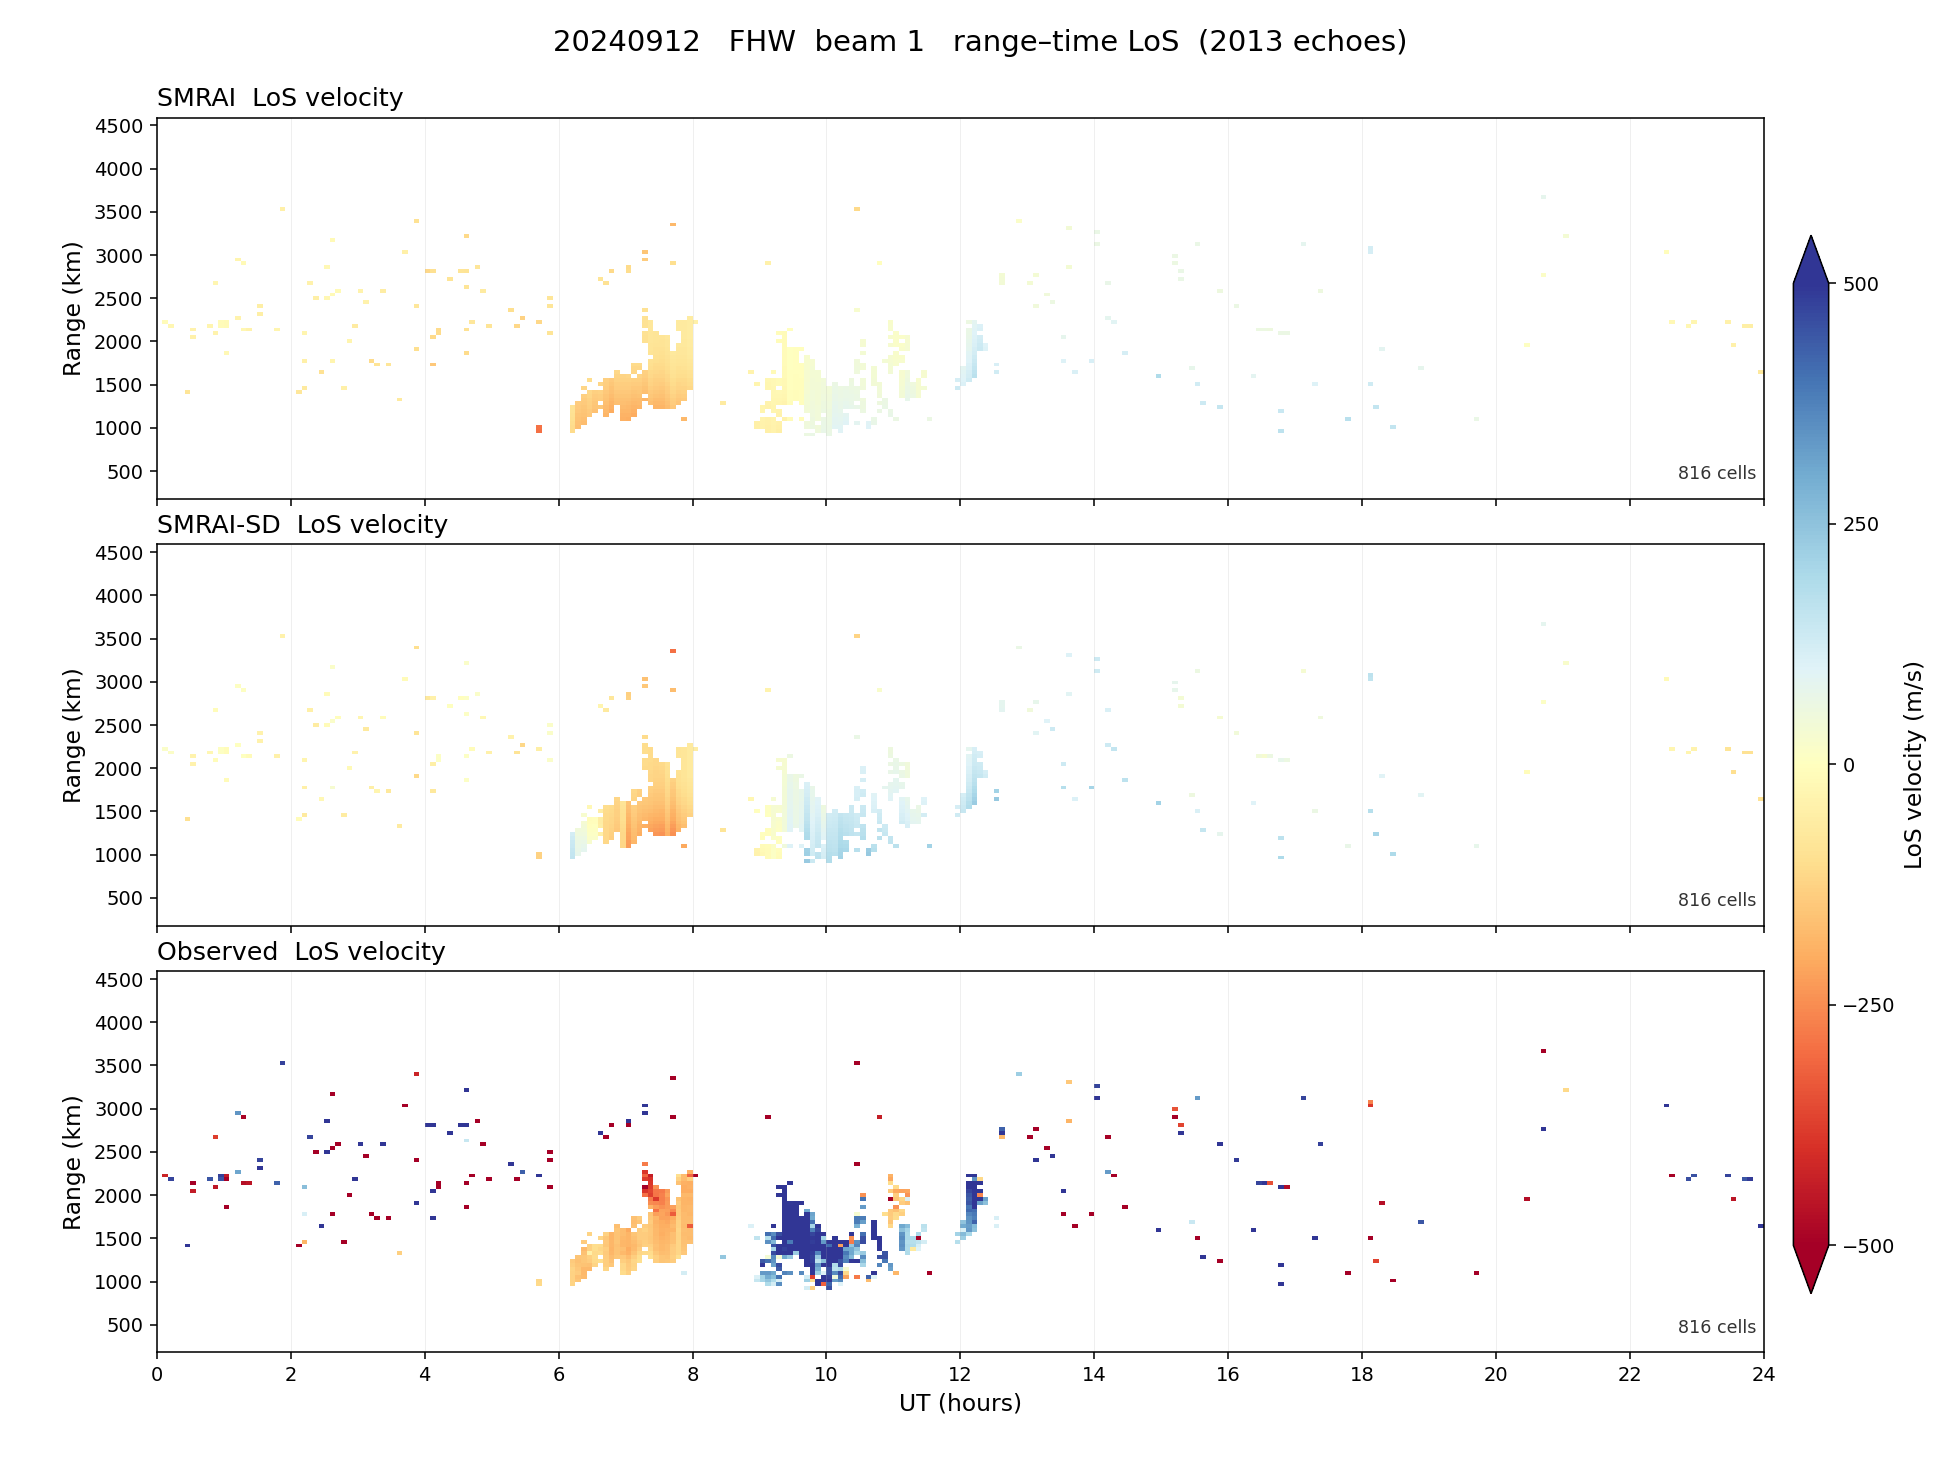 20240912   FHW  beam 1   range–time LoS  (2013 echoes)
SMRAI  LoS velocity
4500
4000
3500
3000
2500
2000
1500
1000
500
Range (km)
816 cells
SMRAI-SD  LoS velocity
4500
4000
3500
3000
2500
2000
1500
1000
500
Range (km)
816 cells
Observed  LoS velocity
4500
4000
3500
3000
2500
2000
1500
1000
500
Range (km)
816 cells
0 2 4 6 8 10 12 14 16 18 20 22 24
UT (hours)
500
250
0
−250
−500
LoS velocity (m/s)